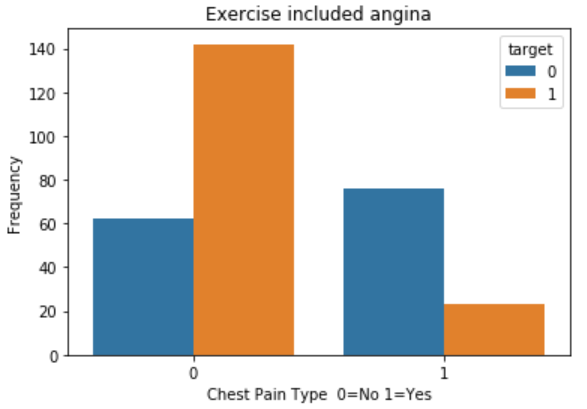 Exercise included angina
target
0
1
140
120
100
80
60
40
20
0
Frequency
0 1
Chest Pain Type 0=No 1=Yes